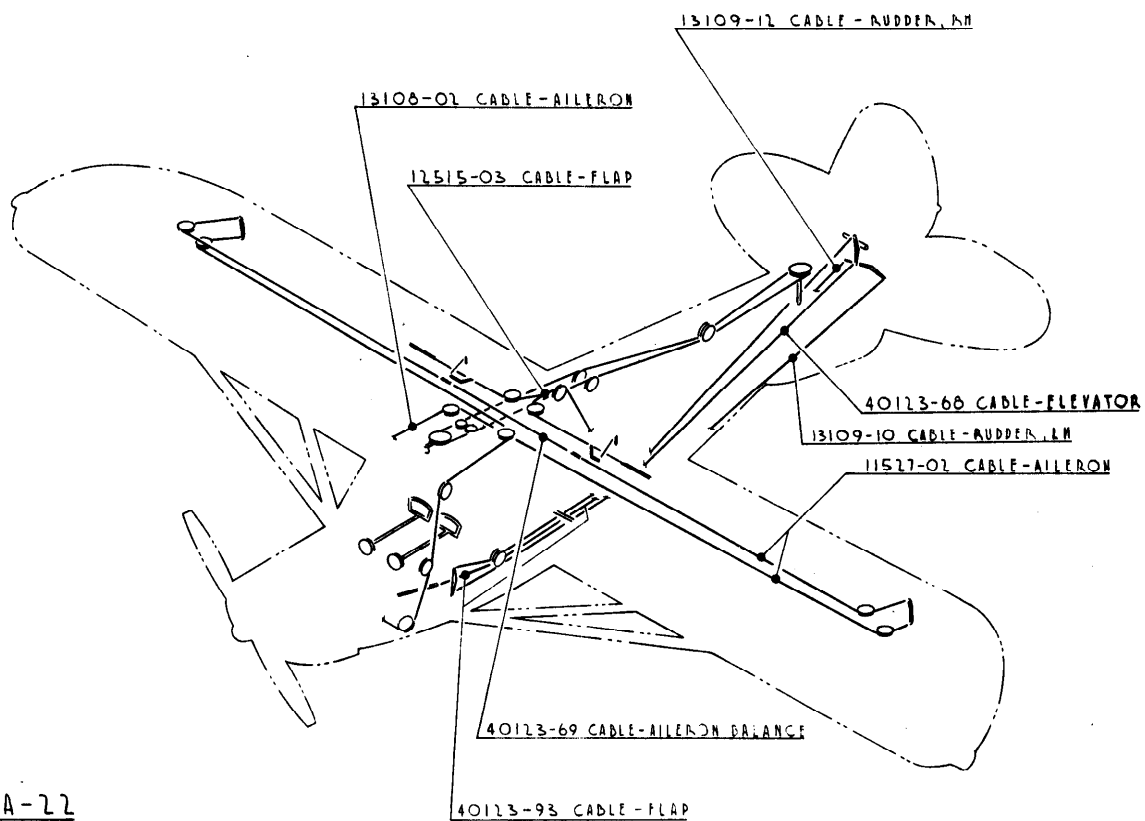 13109-12 CABLE-RUDDER, RH
13108-02 CABLE-AILERON
12515-03 CABLE-FLAP
40123-68 CABLE-ELEVATOR
13109-10 CABLE-RUDDER, LH
11527-02 CABLE-AILERON
40123-69 CABLE-AILERON BALANCE
A-22
40123-93 CABLE-FLAP